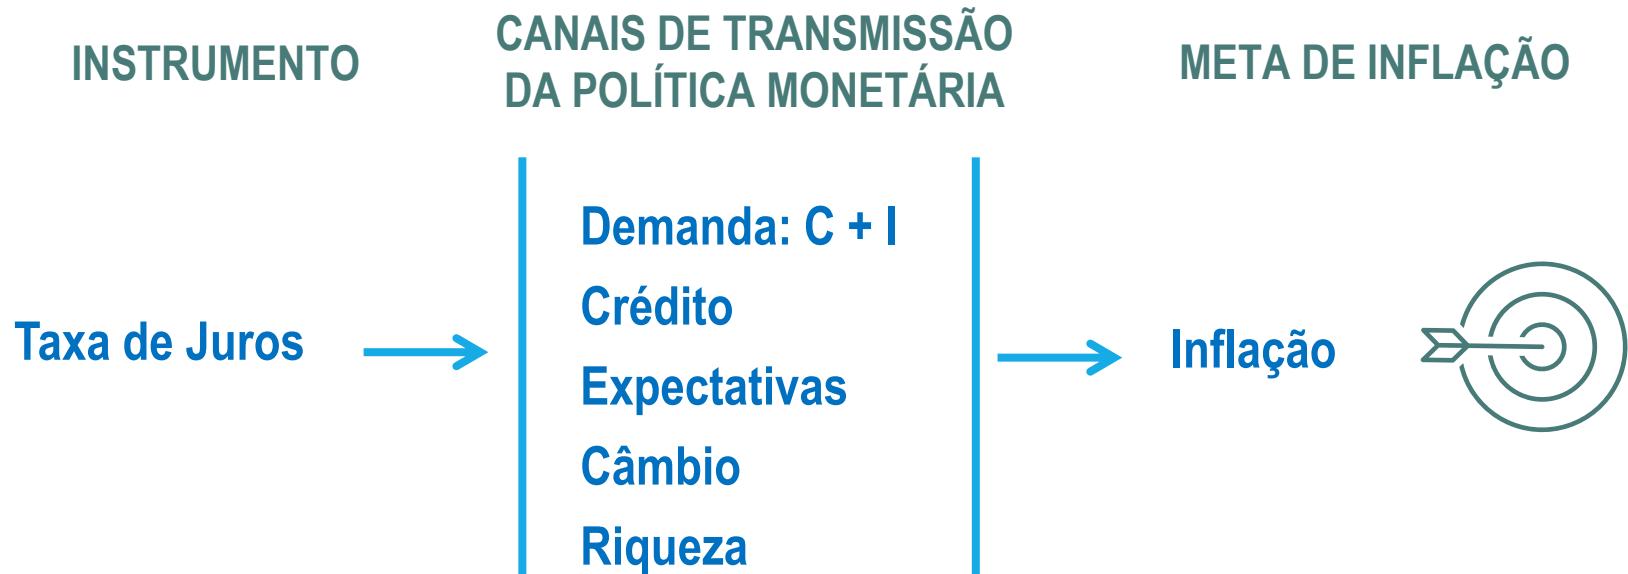 INSTRUMENTO
CANAIS DE TRANSMISSÃO
DA POLÍTICA MONETÁRIA
META DE INFLAÇÃO
Taxa de Juros
Demanda: C + I
Crédito
Expectativas
Câmbio
Riqueza
Inflação